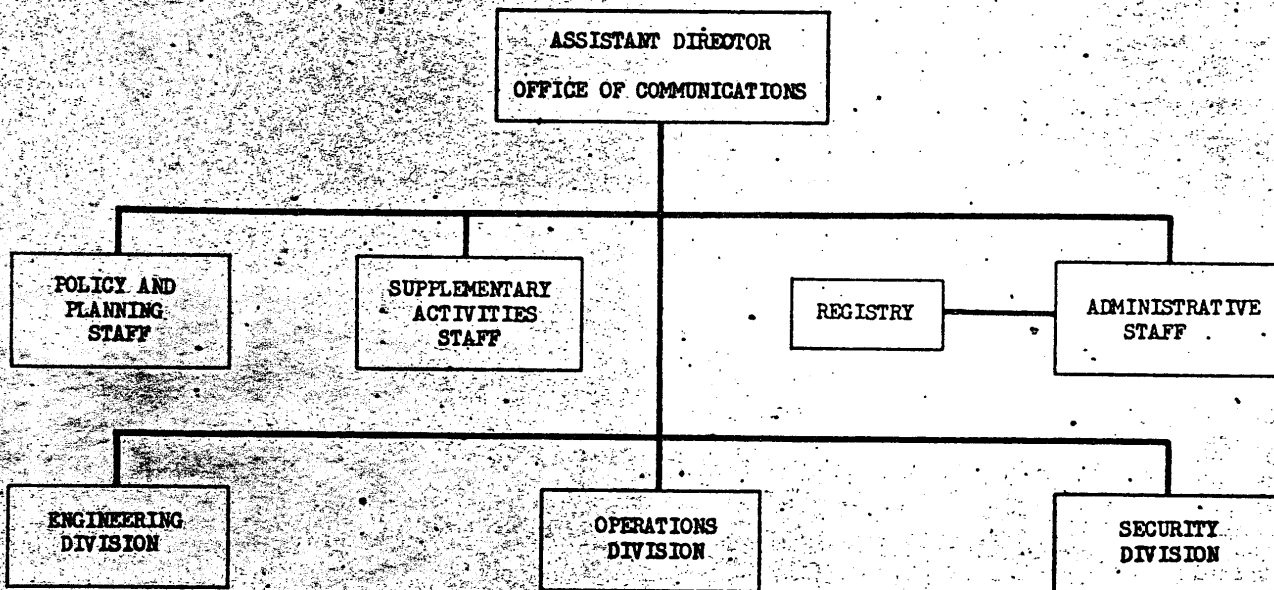 ASSISTANT DIRECTOR
OFFICE OF COMMUNICATIONS
POLICY AND
PLANNING
STAFF
SUPPLEMENTARY
ACTIVITIES
STAFF
REGISTRY
ADMINISTRATIVE
STAFF
ENGINEERING
DIVISION
OPERATIONS
DIVISION
SECURITY
DIVISION